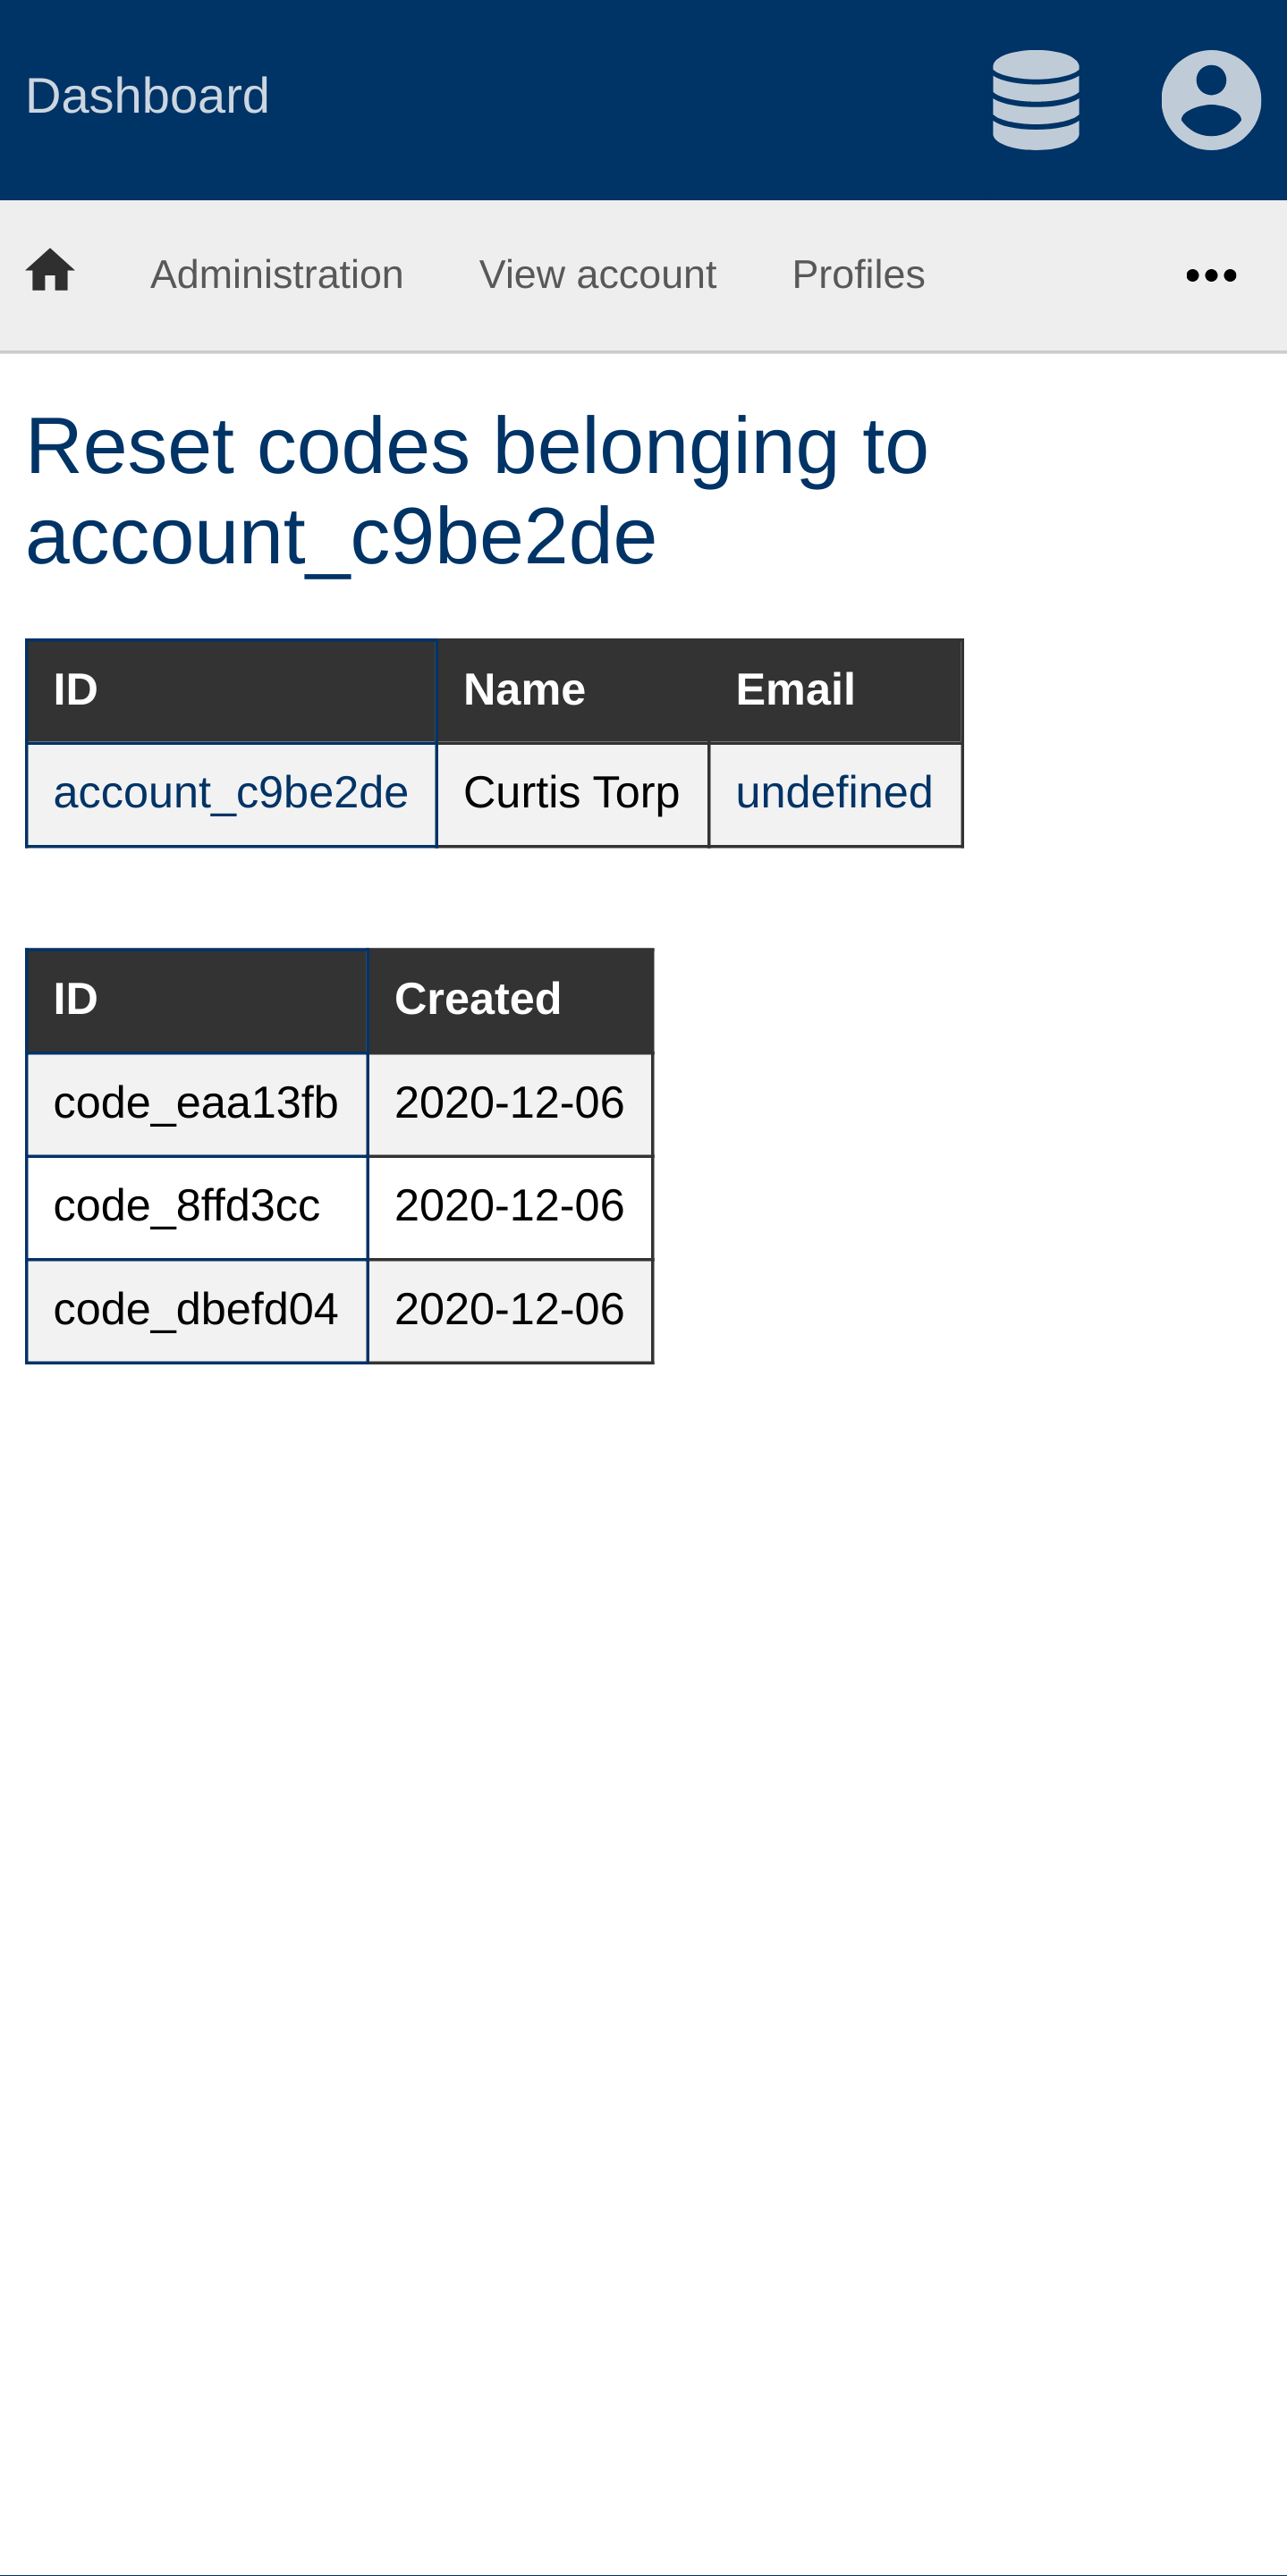 Dashboard
Administration View account Profiles
Reset codes belonging to
account_c9be2de
ID Name Email
account_c9be2de Curtis Torp undefined
ID Created
code_eaa13fb 2020-12-06
code_8ffd3cc 2020-12-06
code_dbefd04 2020-12-06